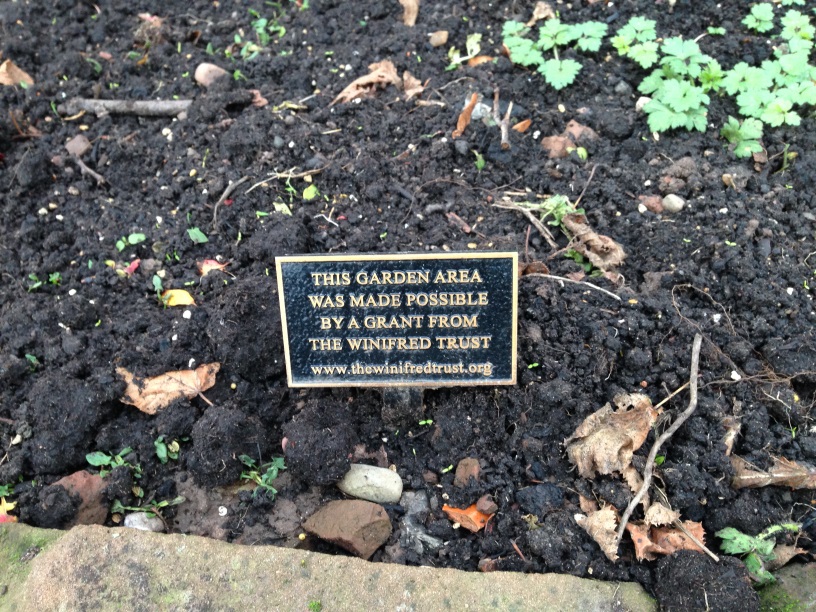 THIS GARDEN AREA
WAS MADE POSSIBLE
BY A GRANT FROM
THE WINIFRED TRUST
www.thewinifredtrust.org